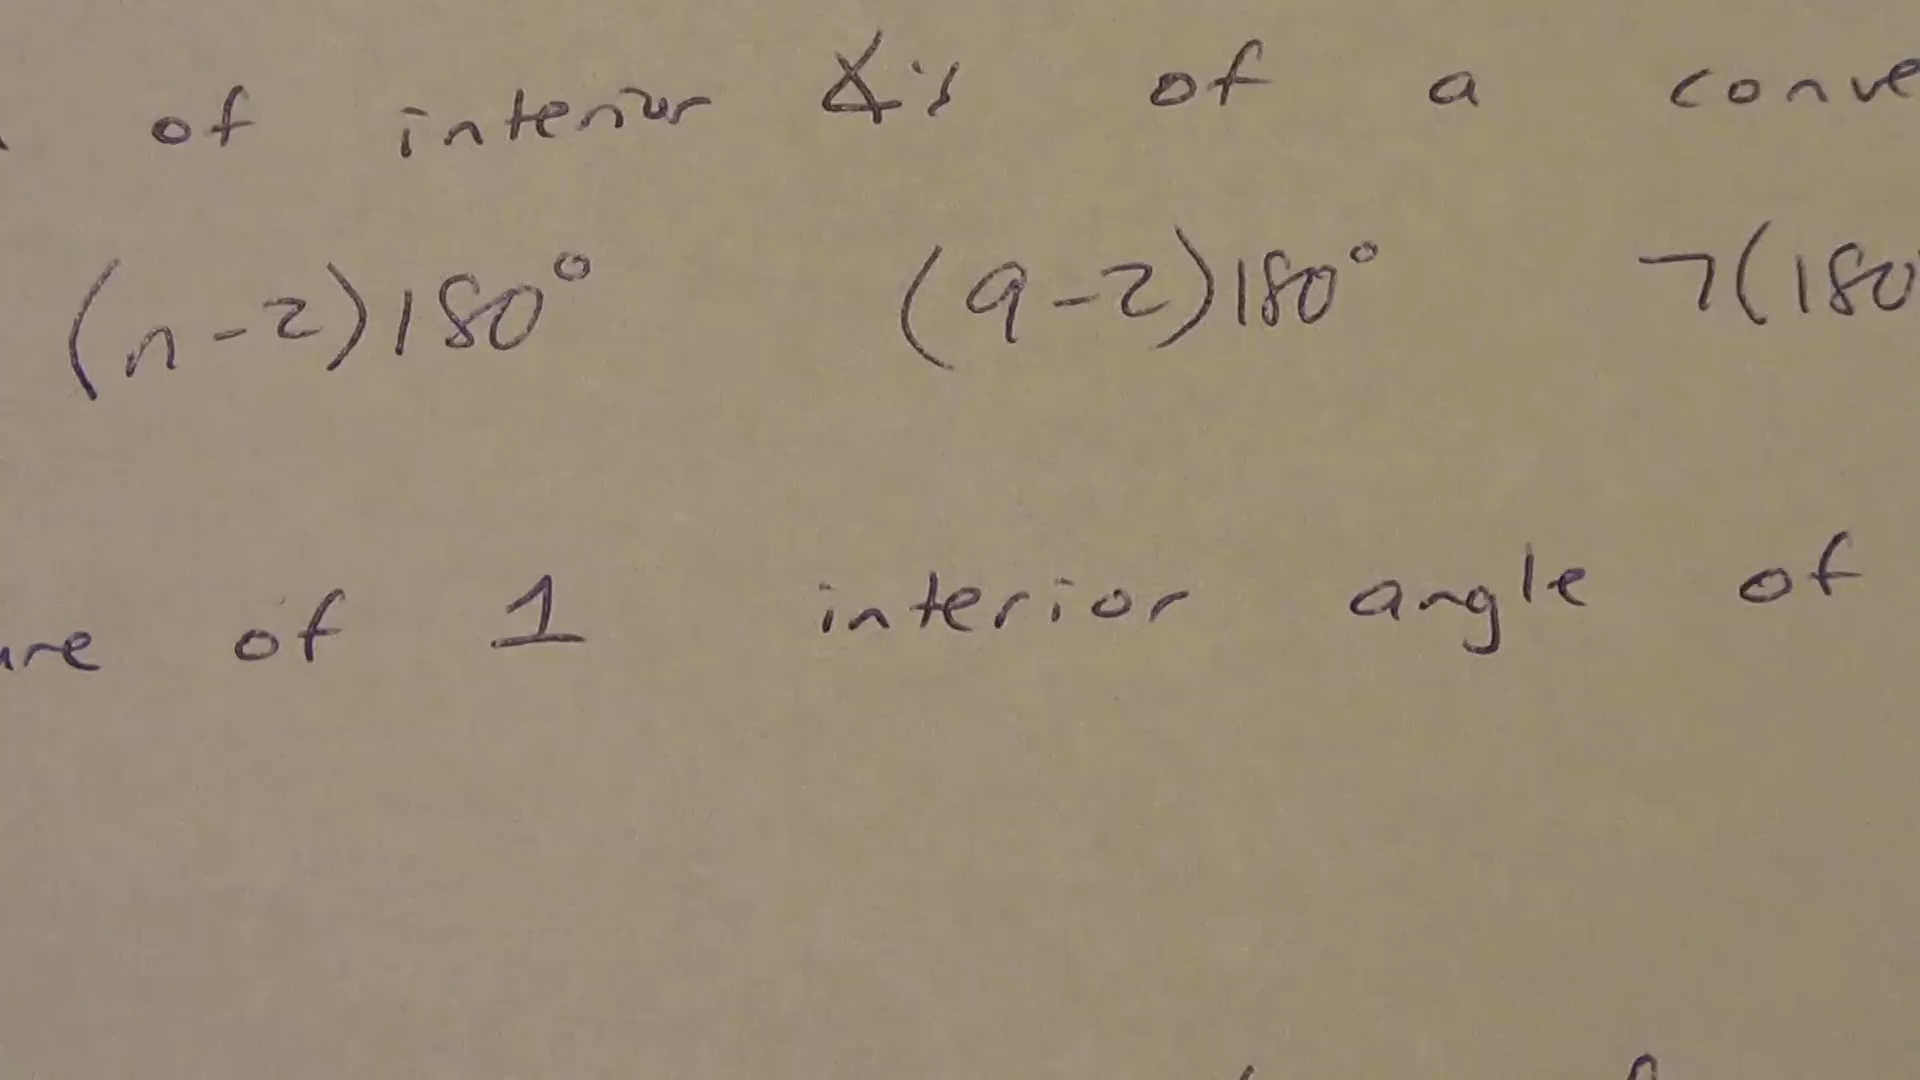 of interior ∡'s of a conve
(n-2)180° (9-2)180° 7(180
of 1 interior angle of